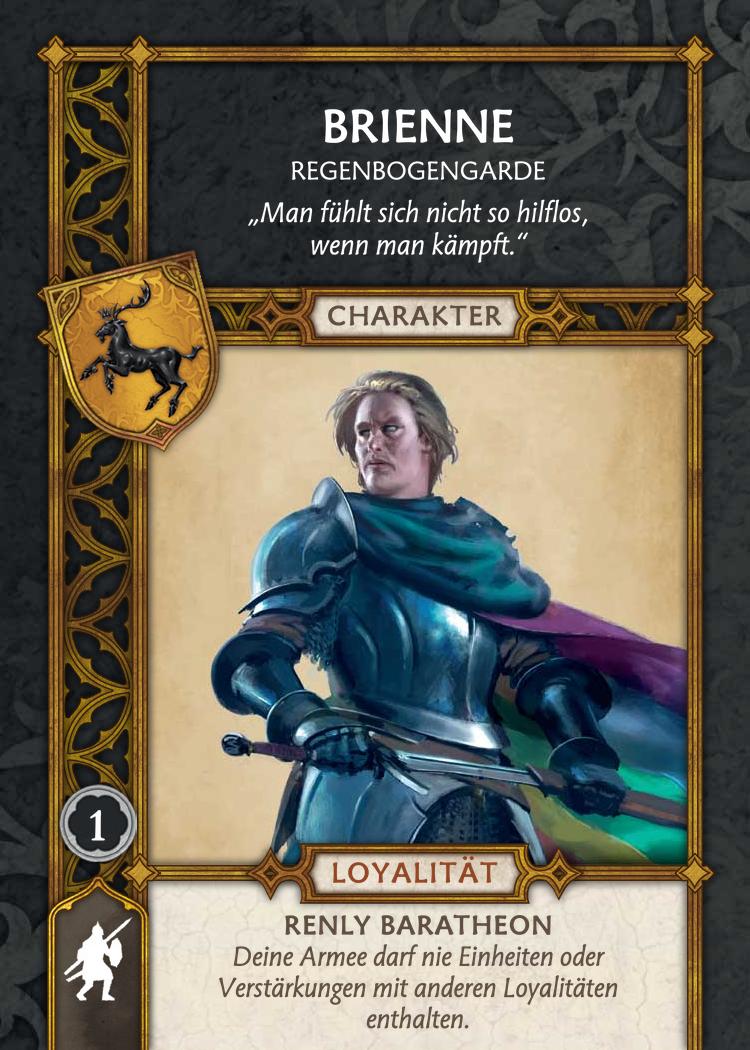 BRIENNE
REGENBOGENGARDE
„Man fühlt sich nicht so hilflos,
wenn man kämpft.“
CHARAKTER
1
LOYALITÄT
RENLY BARATHEON
Deine Armee darf nie Einheiten oder
Verstärkungen mit anderen Loyalitäten
enthalten.